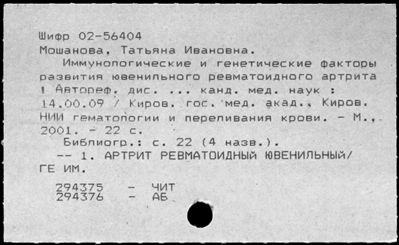 Шифр 02-56404
Мошанова, Татьяна Ивановна.
Иммунологические и генетические факторы
развития ювенильного ревматоидного артрита
: Автореф. дис. ... канд. мед. наук :
14.00.09 / Киров. гос. мед. акад., Киров.
НИИ гематологии и переливания крови. - М.,
2001. - 22 с.
Библиогр.: с. 22 (4 назв.).
-- 1. АРТРИТ РЕВМАТОИДНЫЙ ЮВЕНИЛЬНЫЙ/
ГЕ ИМ.
294375 - ЧИТ
294376 - АБ